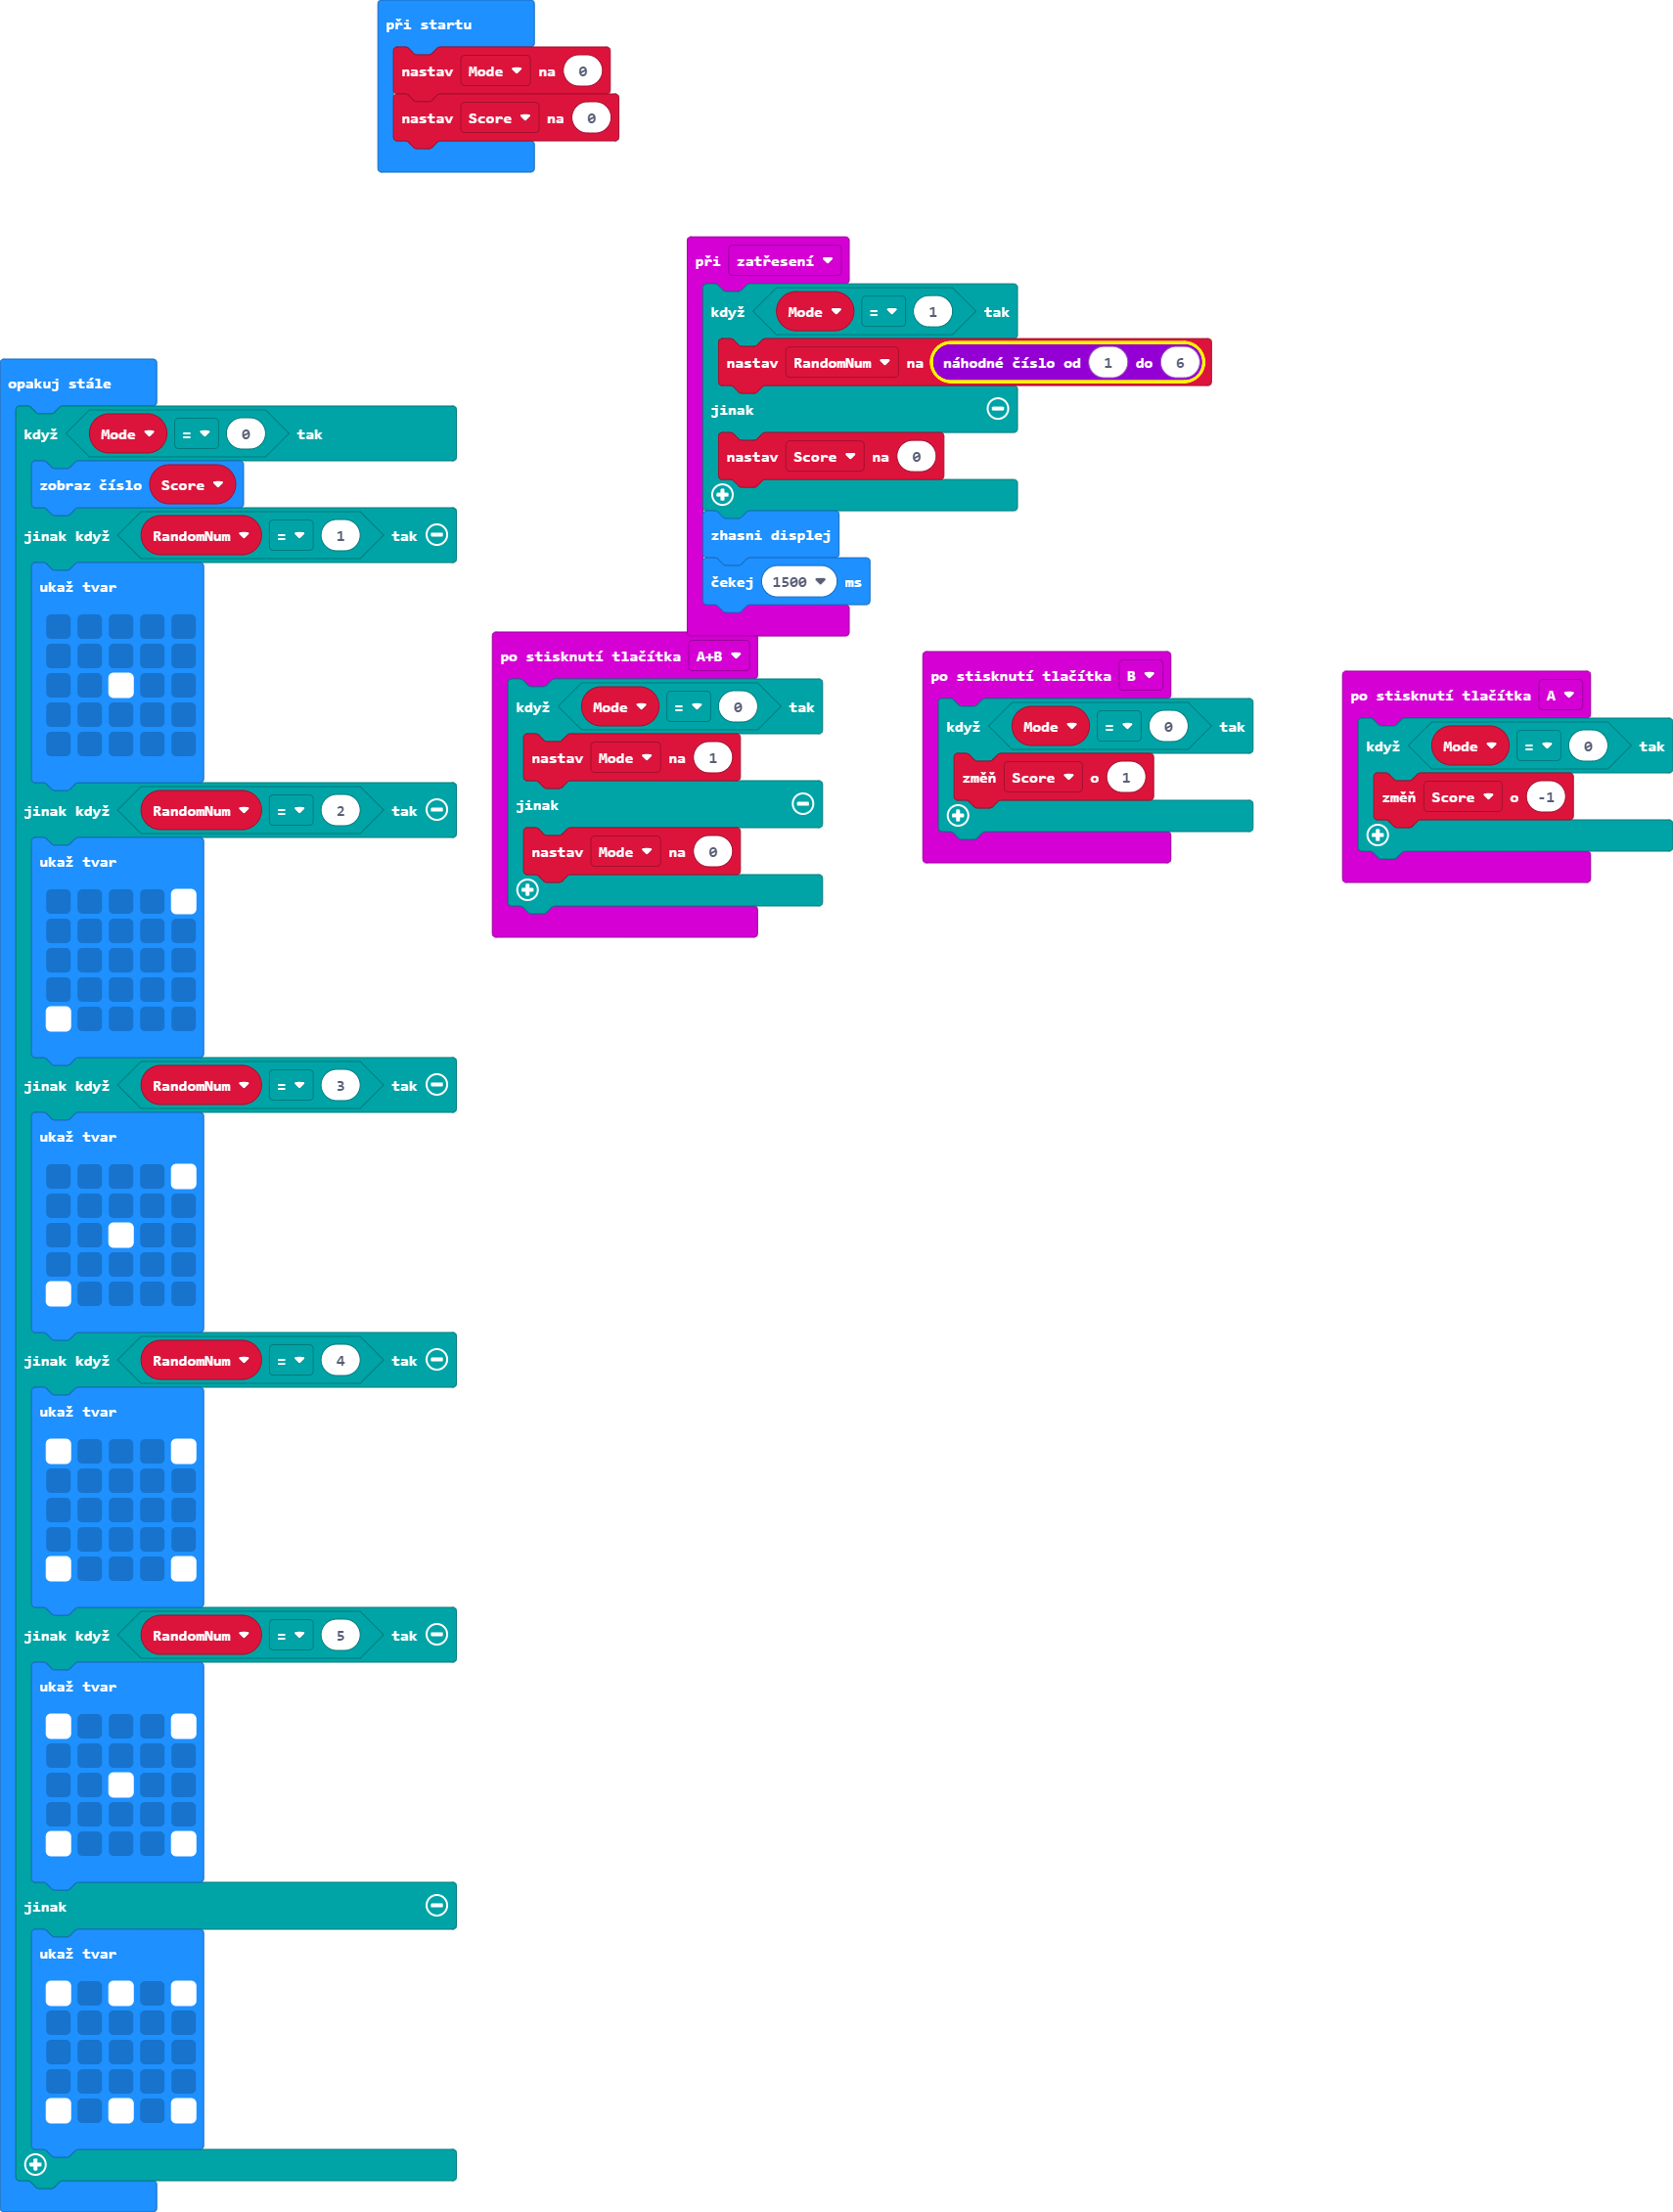 při startu
nastav Mode na 0
nastav Score na 0
při zatřesení
když Mode = 1 tak
nastav RandomNum na náhodné číslo od 1 do 6
jinak
nastav Score na 0
zhasni displej
čekej 1500 ms
opakuj stále
když Mode = 0 tak
zobraz číslo Score
jinak když RandomNum = 1 tak
ukaž tvar
jinak když RandomNum = 2 tak
ukaž tvar
jinak když RandomNum = 3 tak
ukaž tvar
jinak když RandomNum = 4 tak
ukaž tvar
jinak když RandomNum = 5 tak
ukaž tvar
jinak
ukaž tvar
po stisknutí tlačítka A+B
když Mode = 0 tak
nastav Mode na 1
jinak
nastav Mode na 0
po stisknutí tlačítka B
když Mode = 0 tak
změň Score o 1
po stisknutí tlačítka A
když Mode = 0 tak
změň Score o -1